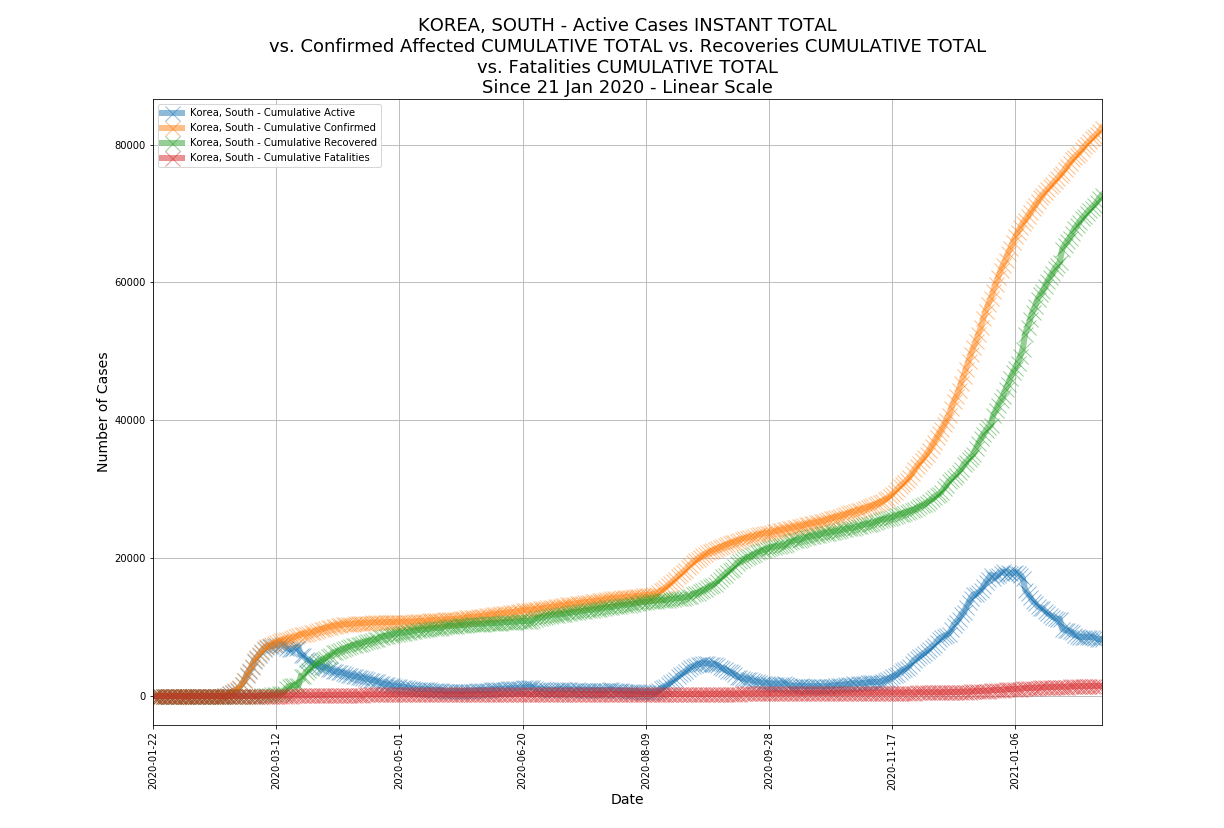 KOREA, SOUTH - Active Cases INSTANT TOTAL
vs. Confirmed Affected CUMULATIVE TOTAL vs. Recoveries CUMULATIVE TOTAL
vs. Fatalities CUMULATIVE TOTAL
Since 21 Jan 2020 - Linear Scale
Korea, South - Cumulative Active
Korea, South - Cumulative Confirmed
Korea, South - Cumulative Recovered
Korea, South - Cumulative Fatalities
Number of Cases
80000
60000
40000
20000
0
2020-01-22
2020-03-12
2020-05-01
2020-06-20
2020-08-09
2020-09-28
2020-11-17
2021-01-06
Date